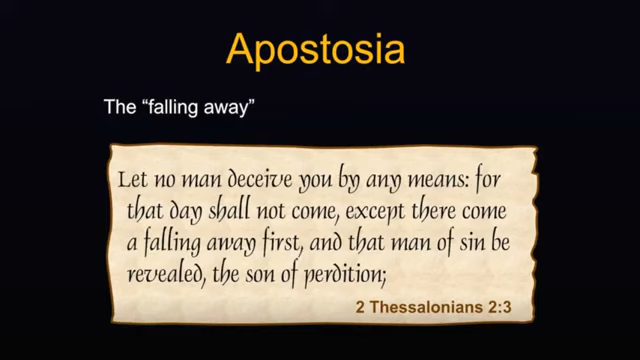 Apostosia
The “falling away”
Let no man deceive you by any means: for
that day shall not come, except there come
a falling away first, and that man of sin be
revealed, the son of perdition;
2 Thessalonians 2:3